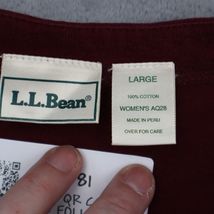 L.L.Bean®
LARGE
100% COTTON
WOMEN'S AQ28
MADE IN PERU
OVER FOR CARE
81
QR C
FOLL